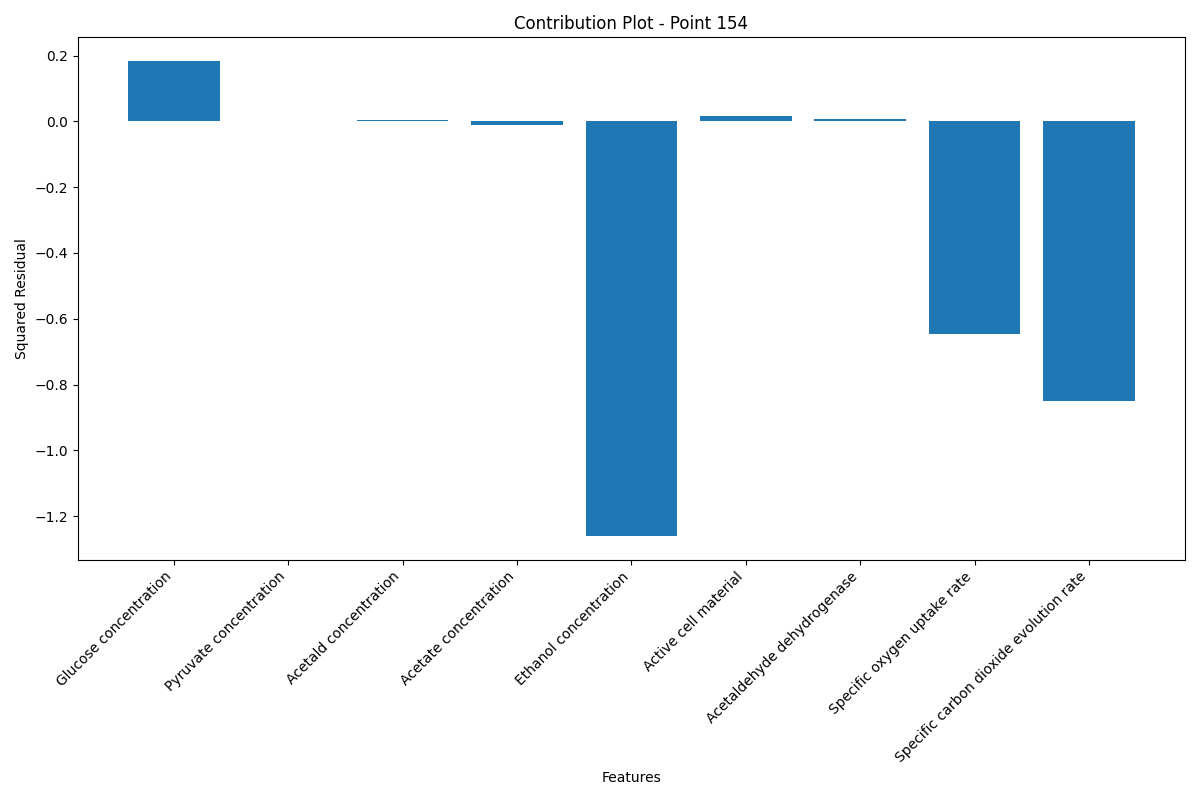 Contribution Plot - Point 154
Squared Residual
0.2
0.0
−0.2
−0.4
−0.6
−0.8
−1.0
−1.2
Glucose concentration
Pyruvate concentration
Acetald concentration
Acetate concentration
Ethanol concentration
Active cell material
Acetaldehyde dehydrogenase
Specific oxygen uptake rate
Specific carbon dioxide evolution rate
Features